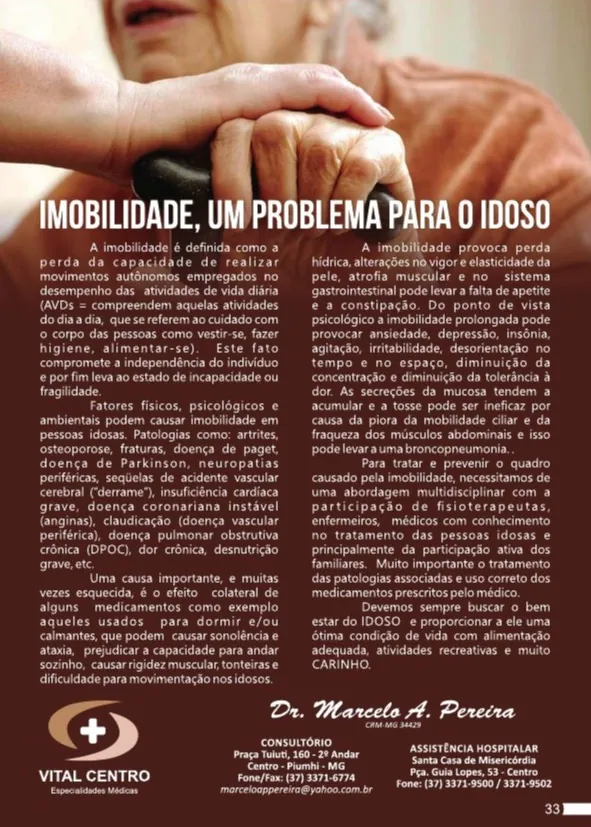 IMOBILIDADE, UM PROBLEMA PARA O IDOSO
A imobilidade é definida como a
perda da capacidade de realizar
movimentos autônomos empregados no
desempenho das atividades de vida diária
(AVDs = compreendem aquelas atividades
do dia a dia, que se referem ao cuidado com
o corpo das pessoas como vestir-se, fazer
higiene, alimentar-se). Este fato
compromete a independência do indivíduo
e por fim leva ao estado de incapacidade ou
fragilidade.
Fatores físicos, psicológicos e
ambientais podem causar imobilidade em
pessoas idosas. Patologias como: artrites,
osteoporose, fraturas, doença de paget,
doença de Parkinson, neuropatias
periféricas, seqüelas de acidente vascular
cerebral ("derrame"), insuficiência cardíaca
grave, doença coronariana instável
(anginas), claudicação (doença vascular
periférica), doença pulmonar obstrutiva
crônica (DPOC), dor crônica, desnutrição
grave, etc.
Uma causa importante, e muitas
vezes esquecida, é o efeito colateral de
alguns medicamentos como exemplo
aqueles usados para dormir e/ou
calmantes, que podem causar sonolência e
ataxia, prejudicar a capacidade para andar
sozinho, causar rigidez muscular, tonteiras e
dificuldade para movimentação nos idosos.
A imobilidade provoca perda
hídrica, alterações no vigor e elasticidade da
pele, atrofia muscular e no sistema
gastrointestinal pode levar a falta de apetite
e a constipação. Do ponto de vista
psicológico a imobilidade prolongada pode
provocar ansiedade, depressão, insônia,
agitação, irritabilidade, desorientação no
tempo e no espaço, diminuição da
concentração e diminuição da tolerância à
dor. As secreções da mucosa tendem a
acumular e a tosse pode ser ineficaz por
causa da piora da mobilidade ciliar e da
fraqueza dos músculos abdominais e isso
pode levar a uma broncopneumonia. .
Para tratar e prevenir o quadro
causado pela imobilidade, necessitamos de
uma abordagem multidisciplinar com a
participação de fisioterapeutas,
enfermeiros, médicos com conhecimento
no tratamento das pessoas idosas e
principalmente da participação ativa dos
familiares. Muito importante o tratamento
das patologias associadas e uso correto dos
medicamentos prescritos pelo médico.
Devemos sempre buscar o bem
estar do IDOSO e proporcionar a ele uma
ótima condição de vida com alimentação
adequada, atividades recreativas e muito
CARINHO.
VITAL CENTRO
Especialidades Médicas
Dr. Marcelo A. Pereira
CRM-MG 34429
CONSULTÓRIO
Praça Tuiuti, 160 - 2º Andar
Centro - Piumhi - MG
Fone/Fax: (37) 3371-6774
marceloappereira@yahoo.com.br
ASSISTÊNCIA HOSPITALAR
Santa Casa de Misericórdia
Pça. Guia Lopes, 53 - Centro
Fone: (37) 3371-9500 / 3371-9502
33